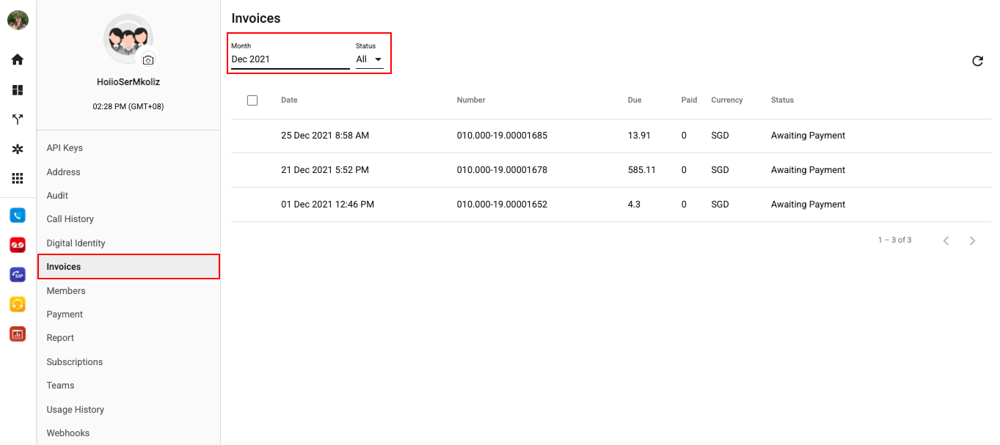 HoiioSerMkoliz
02:28 PM (GMT+08)
API Keys
Address
Audit
Call History
Digital Identity
Invoices
Members
Payment
Report
Subscriptions
Teams
Usage History
Webhooks
SIP
Invoices
Month Status
Dec 2021 All
Date Number Due Paid Currency Status
25 Dec 2021 8:58 AM 010.000-19.00001685 13.91 0 SGD Awaiting Payment
21 Dec 2021 5:52 PM 010.000-19.00001678 585.11 0 SGD Awaiting Payment
01 Dec 2021 12:46 PM 010.000-19.00001652 4.3 0 SGD Awaiting Payment
1 – 3 of 3